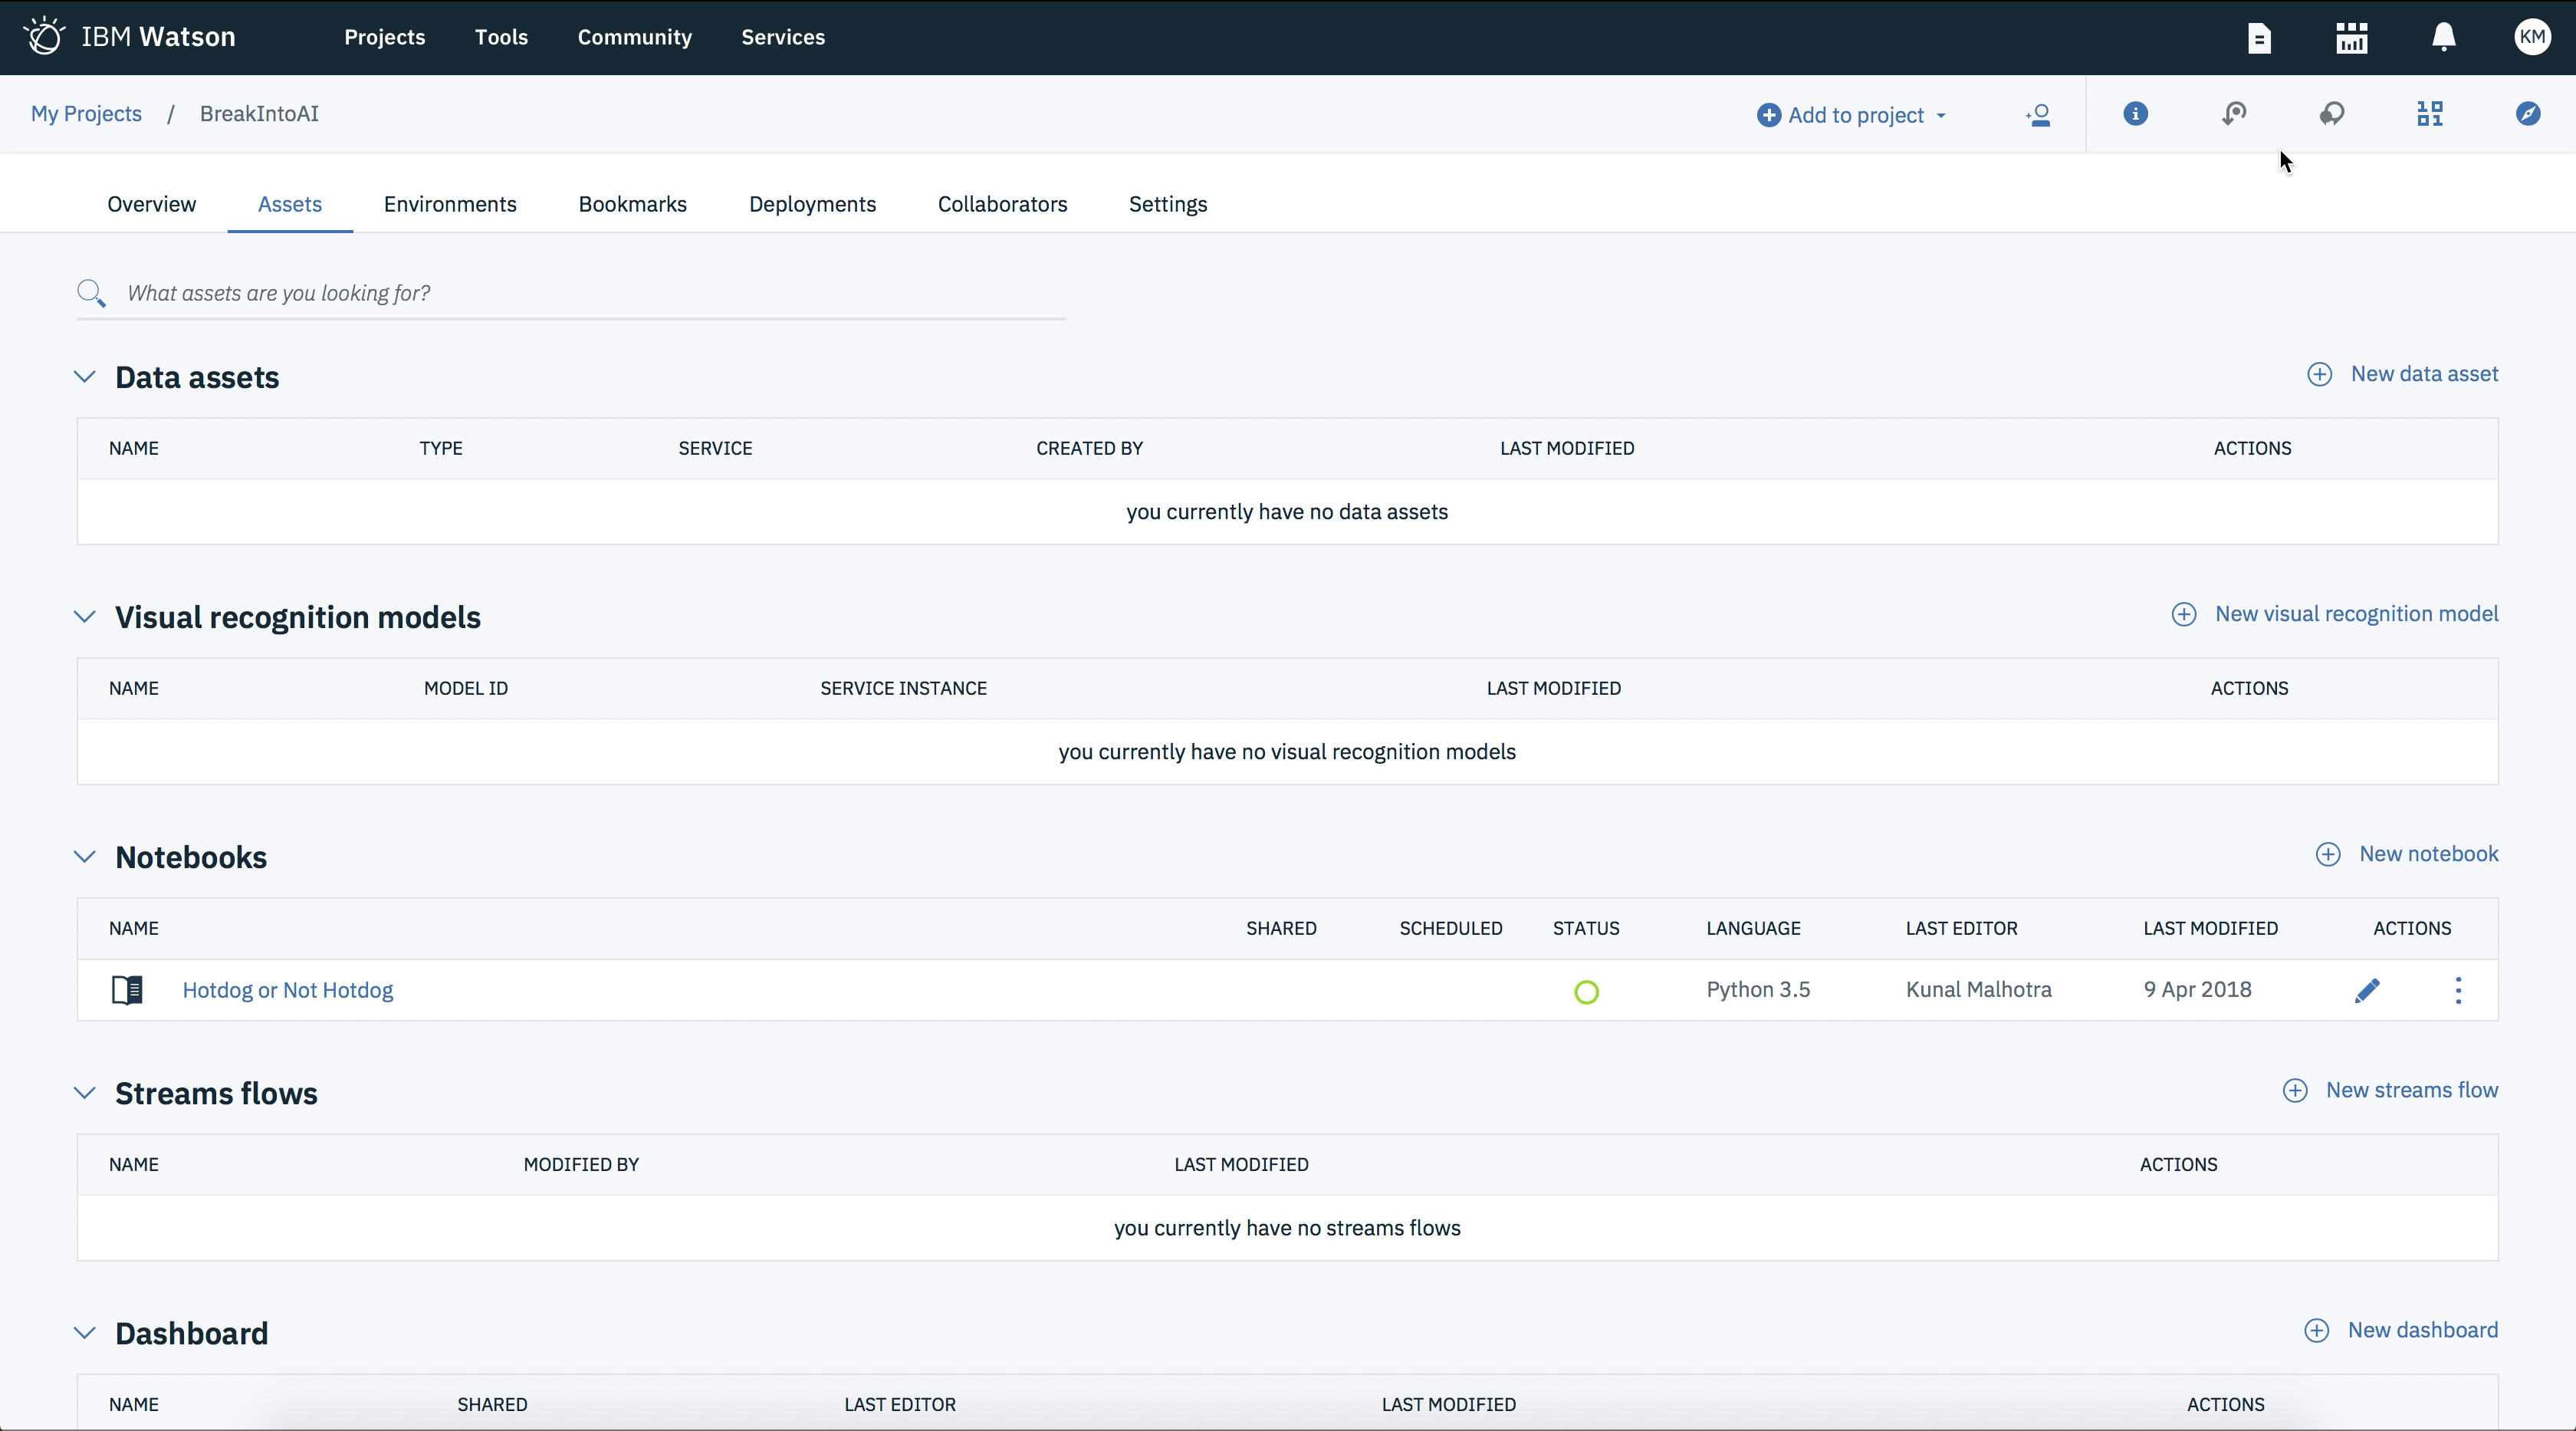 IBM Watson Projects Tools Community Services KM
My Projects / BreakIntoAI Add to project
Overview Assets Environments Bookmarks Deployments Collaborators Settings
What assets are you looking for?
Data assets New data asset
NAME TYPE SERVICE CREATED BY LAST MODIFIED ACTIONS
you currently have no data assets
Visual recognition models New visual recognition model
NAME MODEL ID SERVICE INSTANCE LAST MODIFIED ACTIONS
you currently have no visual recognition models
Notebooks New notebook
NAME SHARED SCHEDULED STATUS LANGUAGE LAST EDITOR LAST MODIFIED ACTIONS
Hotdog or Not Hotdog Python 3.5 Kunal Malhotra 9 Apr 2018
Streams flows New streams flow
NAME MODIFIED BY LAST MODIFIED ACTIONS
you currently have no streams flows
Dashboard New dashboard
NAME SHARED LAST EDITOR LAST MODIFIED ACTIONS